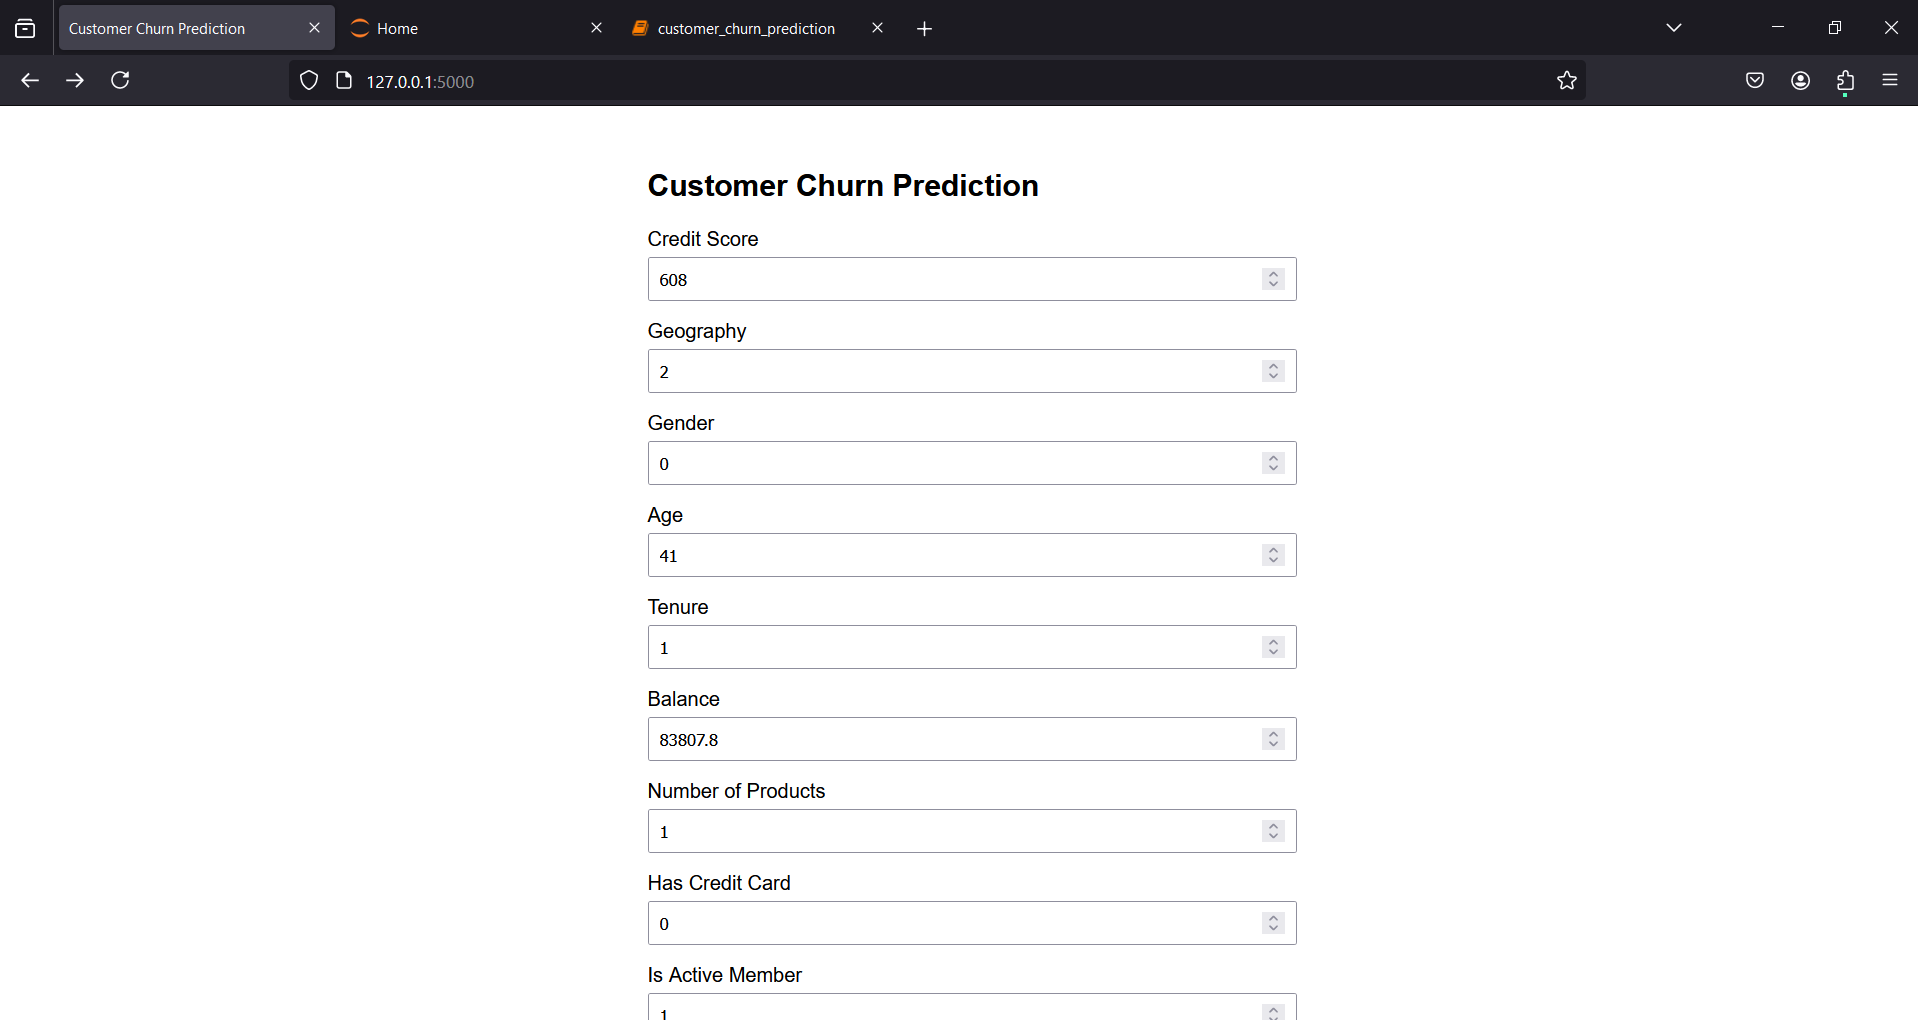 Customer Churn Prediction
Home
customer_churn_prediction
127.0.0.1:5000
Customer Churn Prediction
Credit Score
608
Geography
2
Gender
0
Age
41
Tenure
1
Balance
83807.8
Number of Products
1
Has Credit Card
0
Is Active Member
1